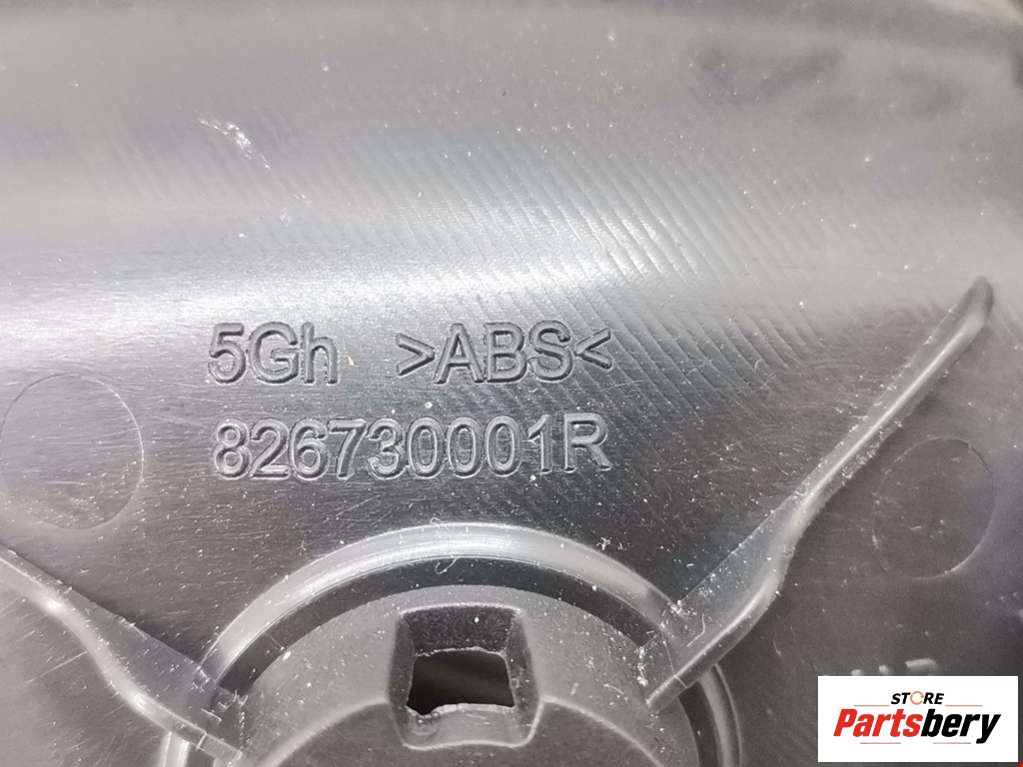 5Gh >ABS<
826730001R
STORE
Partsbery